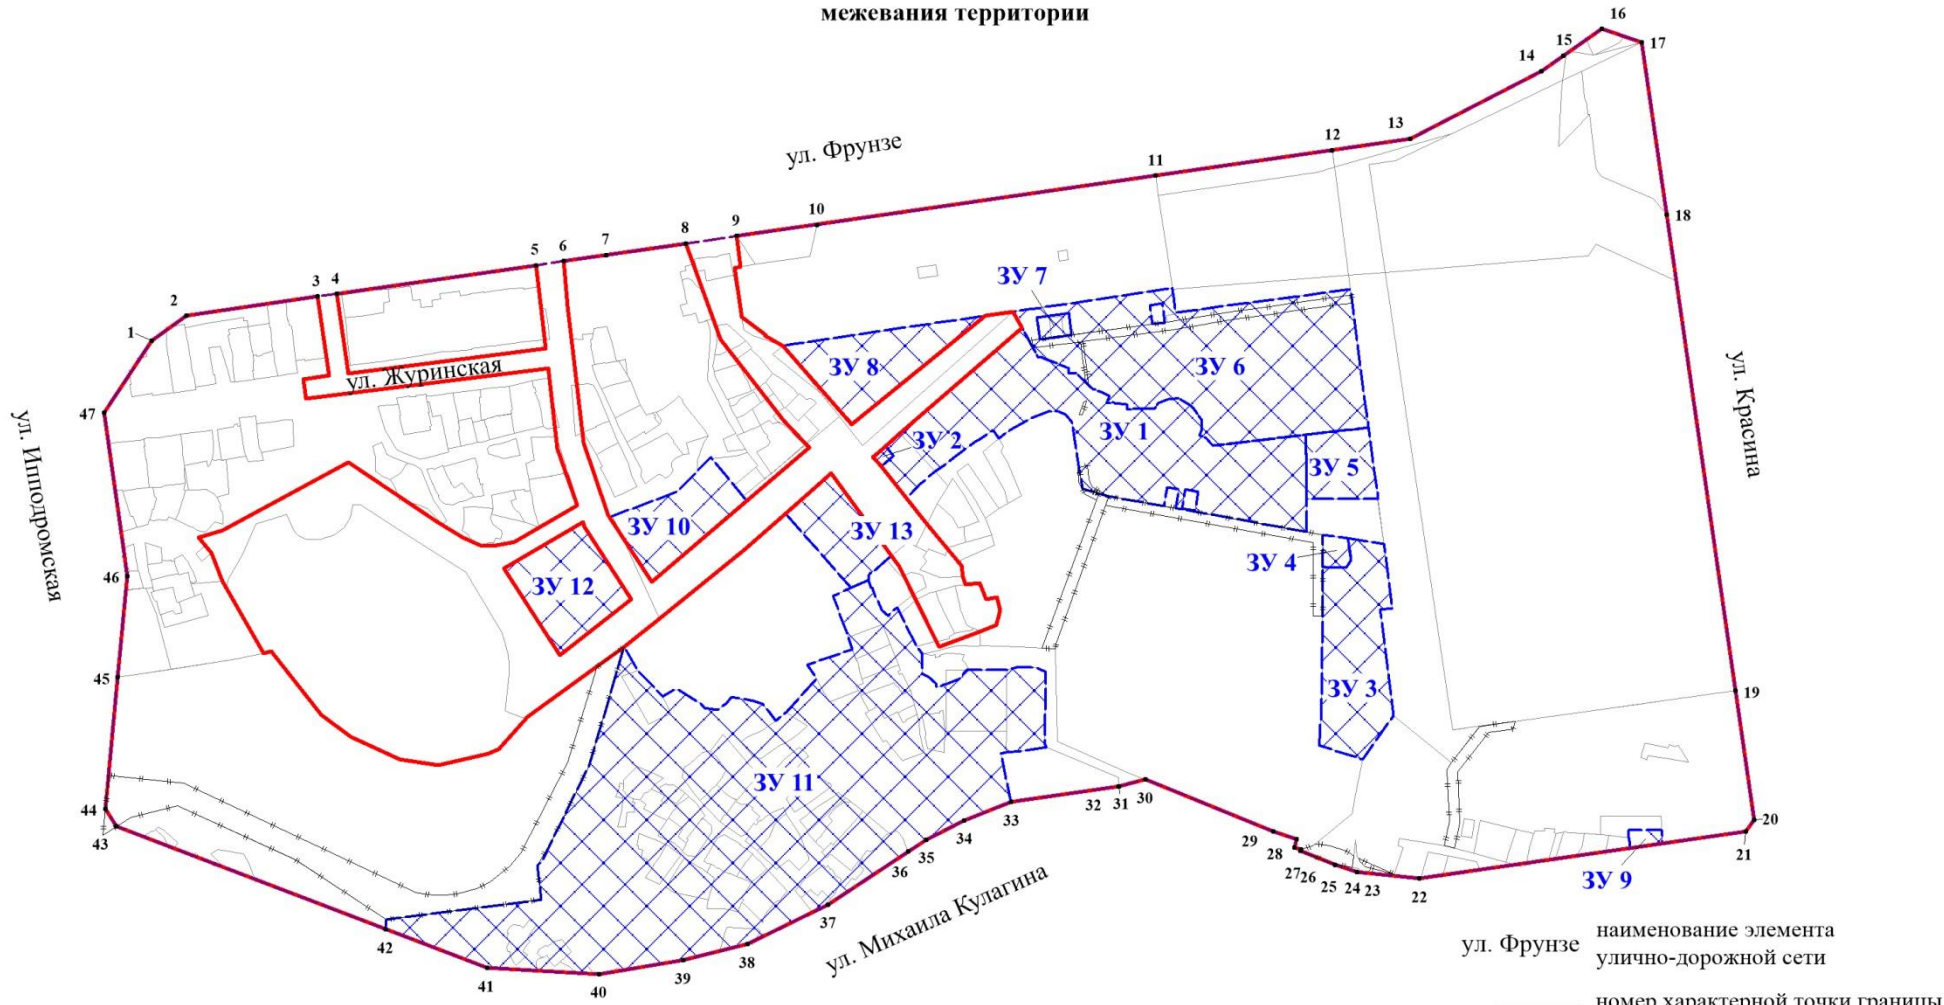 межевания территории
16
15
17
14
13
12
ул. Фрунзе
11
18
10
9
8
7
6
5
4
3
2
1
ЗУ 7
ул. Журинская
ЗУ 8
ЗУ 6
ул. Красина
47
ул. Ипподромская
ЗУ 2
ЗУ 1
ЗУ 5
ЗУ 10
ЗУ 13
ЗУ 4
46
ЗУ 12
45
ЗУ 3
19
ЗУ 11
44
43
33
32
31
30
34
35
36
29
28
27
26
25
24
23
22
20
21
ЗУ 9
37
ул. Михаила Кулагина
42
38
39
41
40
ул. Фрунзе
наименование элемента
улично-дорожной сети
номер характерной точки границы